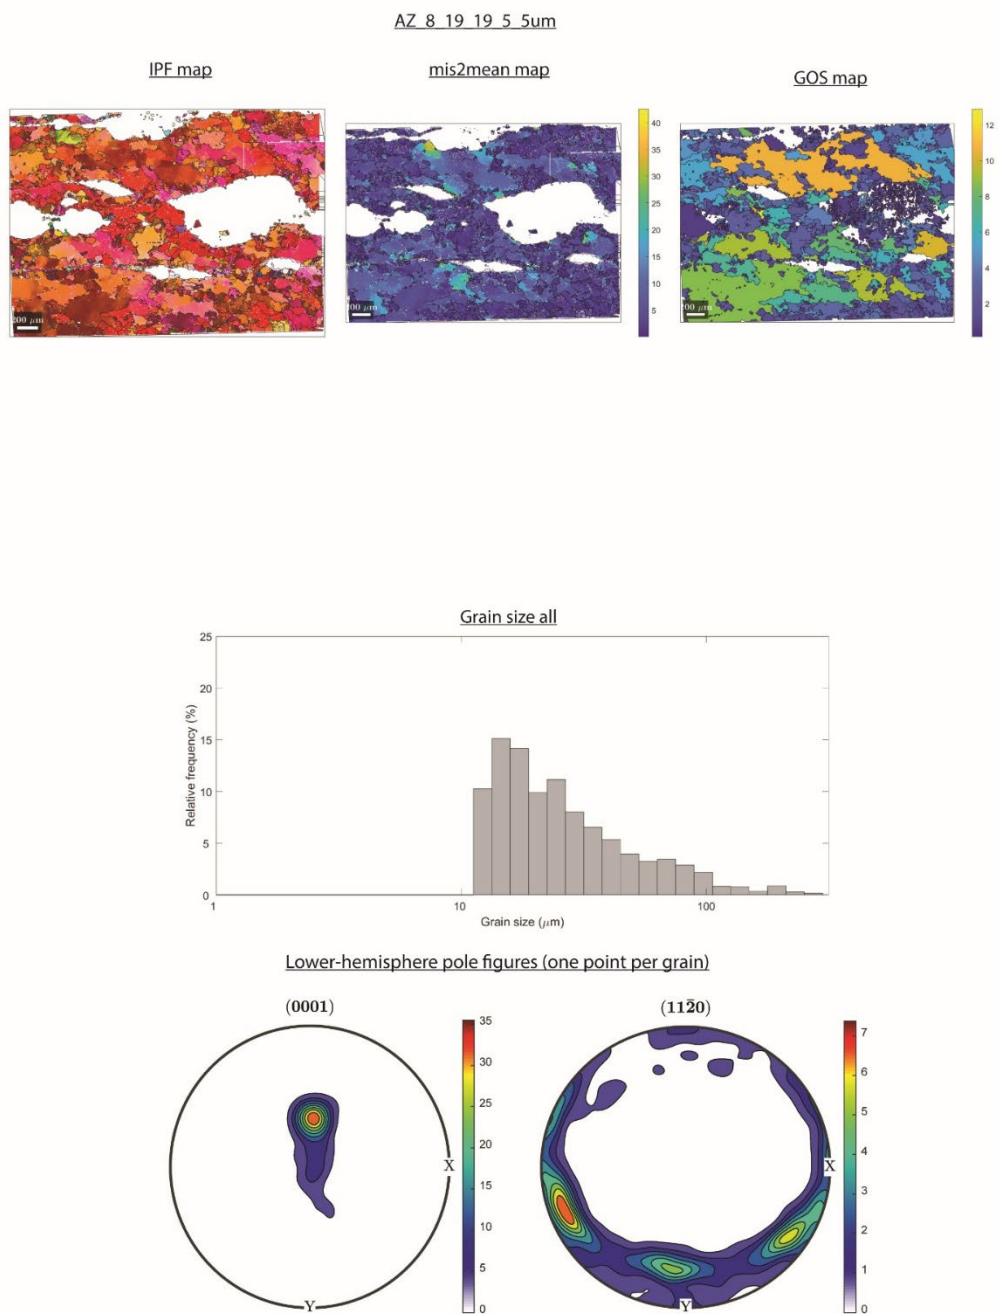 AZ_8_19_19_5_5um
IPF map
mis2mean map
GOS map
200 μm
40
35
30
25
20
15
10
5
200 μm
12
10
8
6
4
2
200 μm
Grain size all
Relative frequency (%)
25
20
15
10
5
0
1
10
100
Grain size (μm)
Lower-hemisphere pole figures (one point per grain)
(0001)
X
Y
35
30
25
20
15
10
5
0
(112̄0)
X
Y
7
6
5
4
3
2
1
0